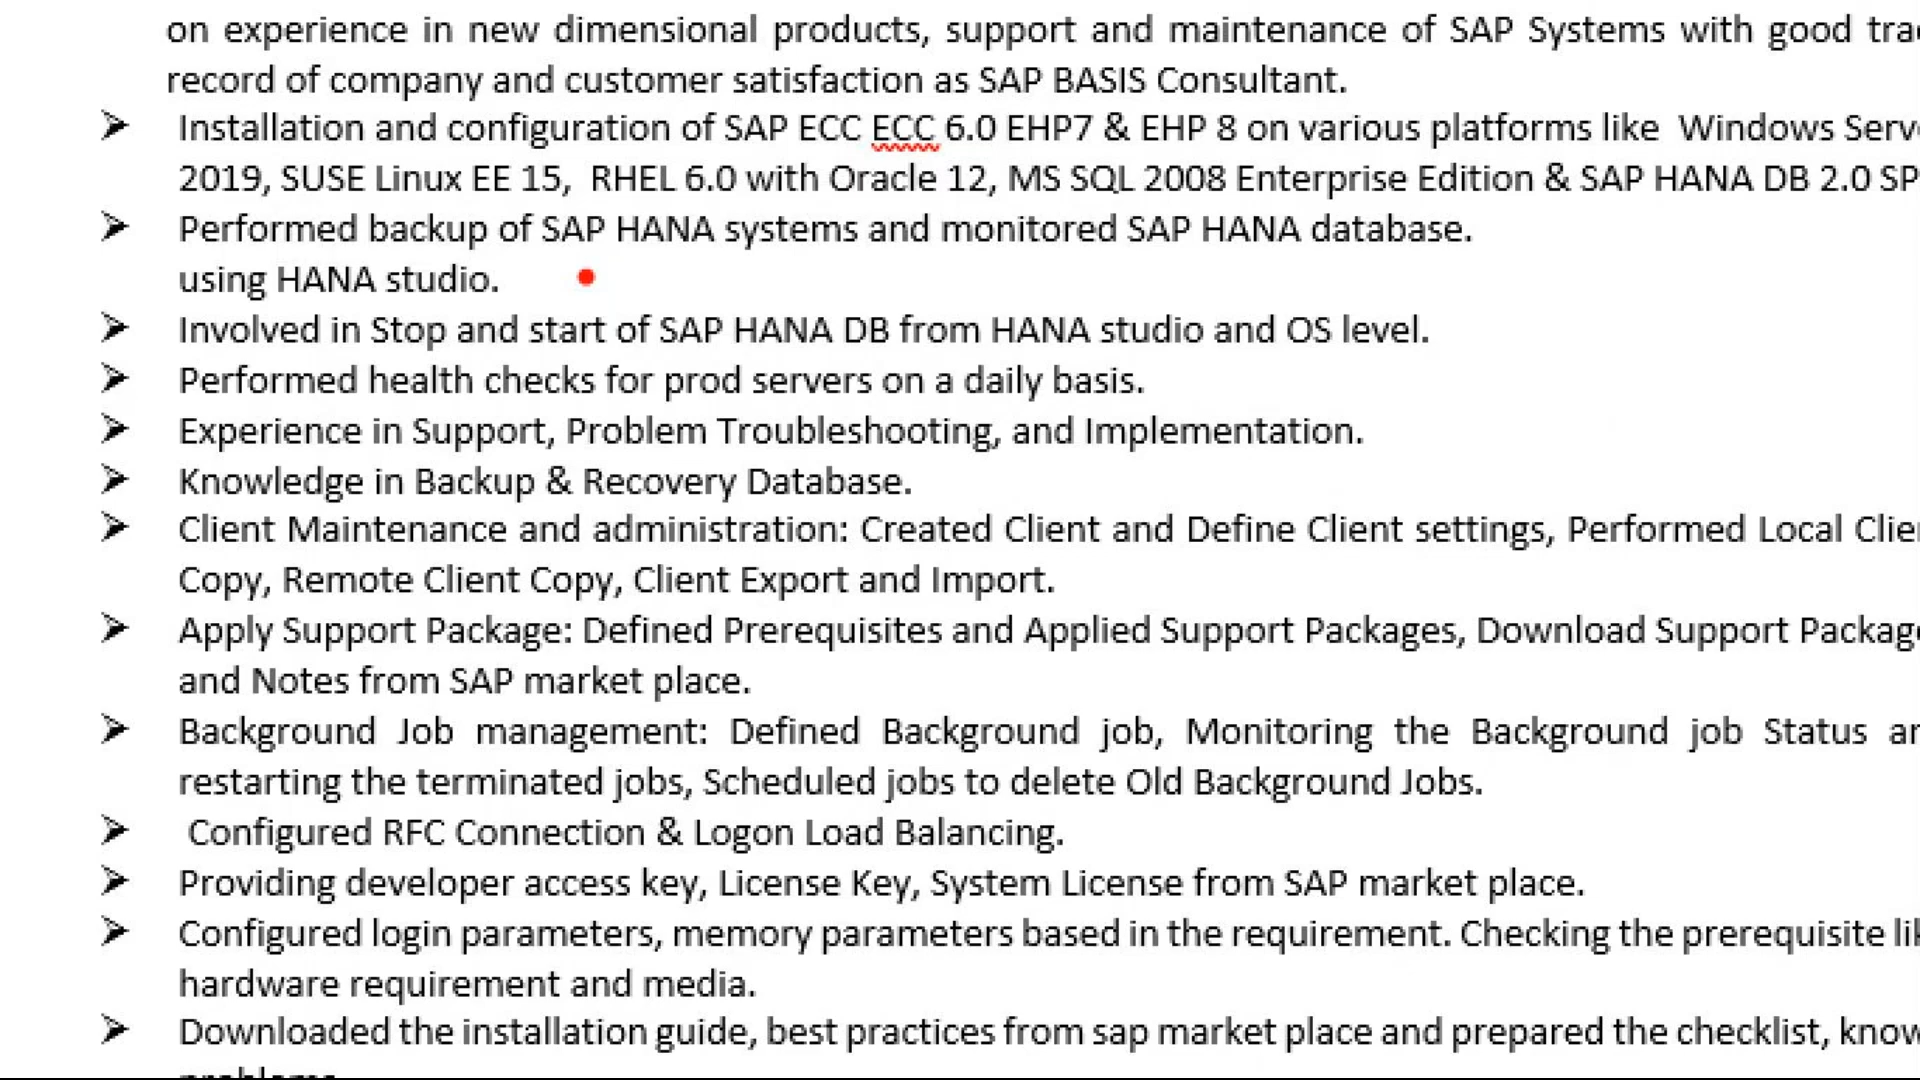 on experience in new dimensional products, support and maintenance of SAP Systems with good
record of company and customer satisfaction as SAP BASIS Consultant.
➢ Installation and configuration of SAP ECC ECC 6.0 EHP7 & EHP 8 on various platforms like Windows
2019, SUSE Linux EE 15, RHEL 6.0 with Oracle 12, MS SQL 2008 Enterprise Edition & SAP HANA DB 2.0 SP
➢ Performed backup of SAP HANA systems and monitored SAP HANA database.
using HANA studio.
➢ Involved in Stop and start of SAP HANA DB from HANA studio and OS level.
➢ Performed health checks for prod servers on a daily basis.
➢ Experience in Support, Problem Troubleshooting, and Implementation.
➢ Knowledge in Backup & Recovery Database.
➢ Client Maintenance and administration: Created Client and Define Client settings, Performed Local
Copy, Remote Client Copy, Client Export and Import.
➢ Apply Support Package: Defined Prerequisites and Applied Support Packages, Download Support
and Notes from SAP market place.
➢ Background Job management: Defined Background job, Monitoring the Background job Status
restarting the terminated jobs, Scheduled jobs to delete Old Background Jobs.
➢ Configured RFC Connection & Logon Load Balancing.
➢ Providing developer access key, License Key, System License from SAP market place.
➢ Configured login parameters, memory parameters based in the requirement. Checking the prerequisite
hardware requirement and media.
➢ Downloaded the installation guide, best practices from sap market place and prepared the checklist,